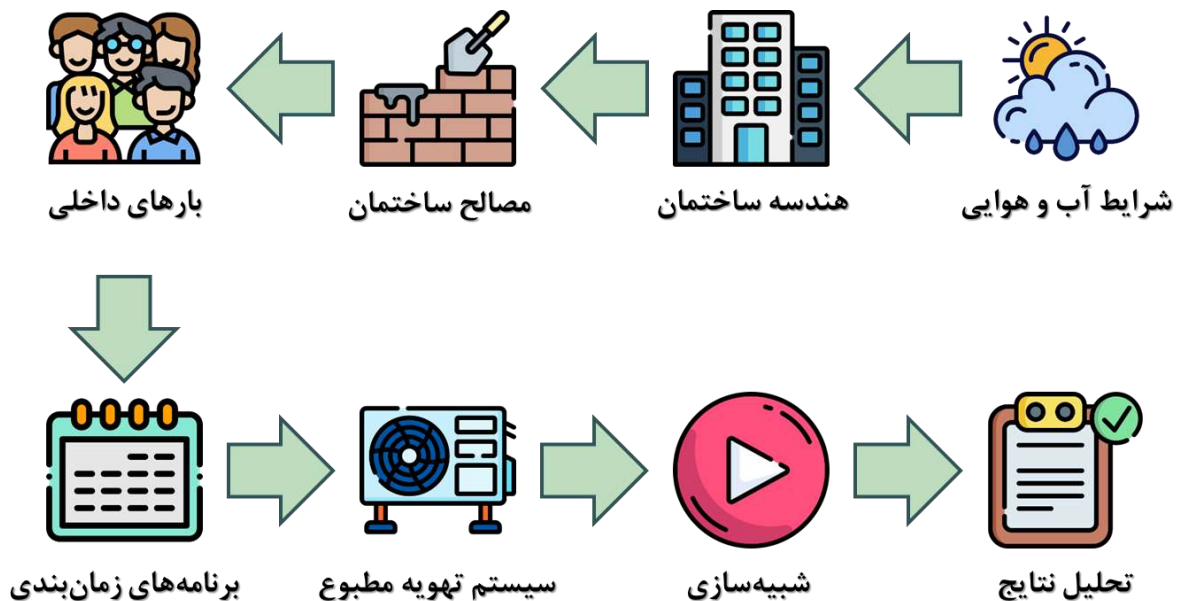 شرایط آب و هوایی
هندسه ساختمان
مصالح ساختمان
بارهای داخلی
برنامه‌های زمان‌بندی
سیستم تهویه مطبوع
شبیه‌سازی
تحلیل نتایج